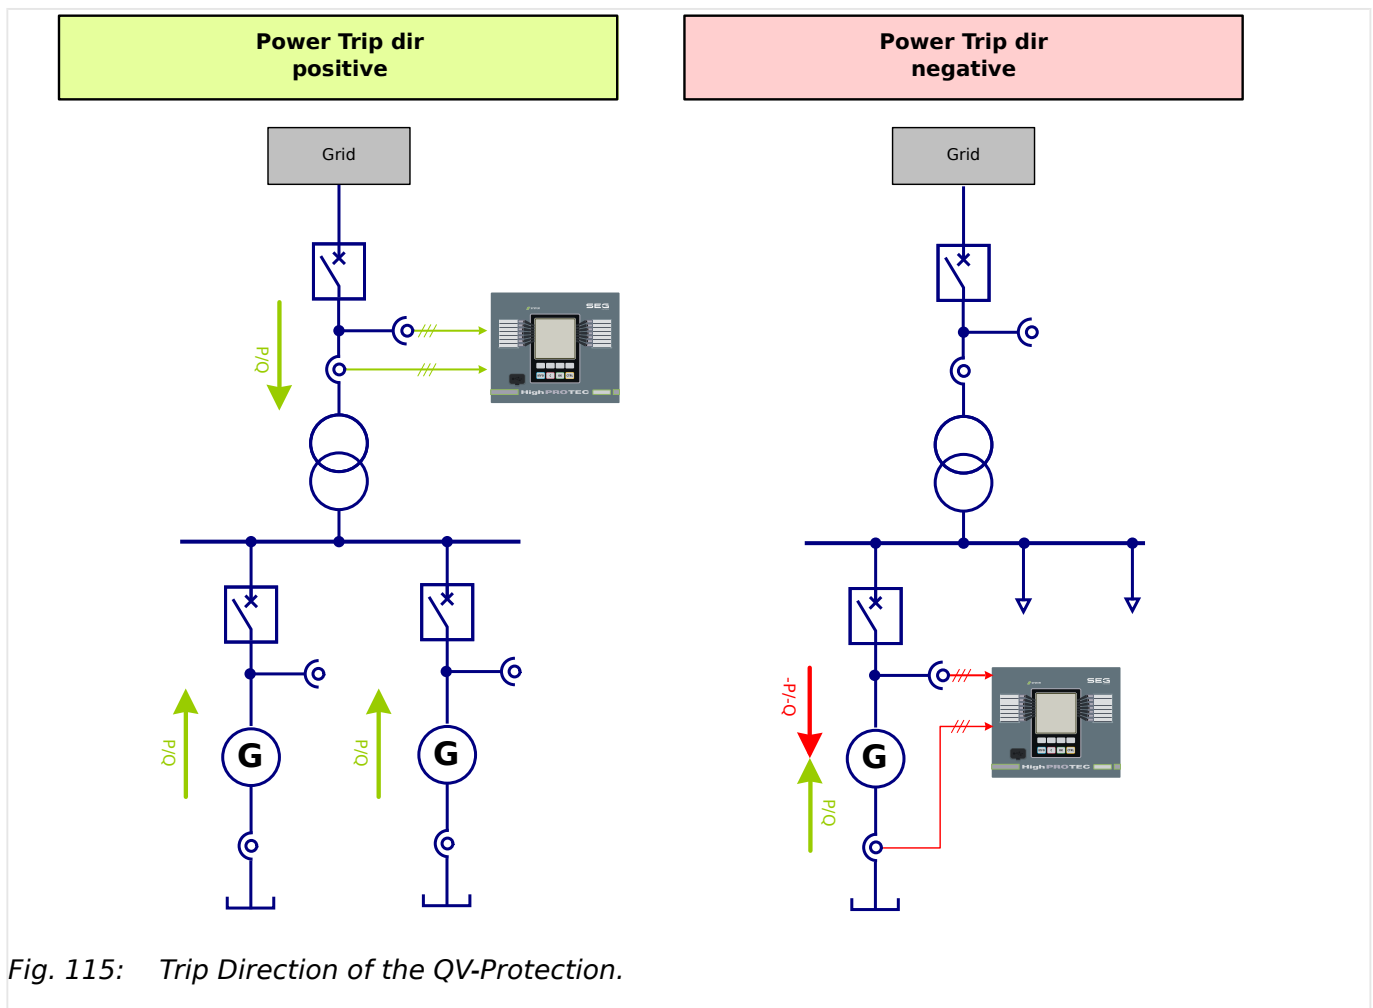 Power Trip dir
positive
Power Trip dir
negative
Grid
Grid
SEG
HighPROTEC
P/Q
P/Q
P/Q
G
G
-P/-Q
P/Q
G
SEG
HighPROTEC
Fig. 115: Trip Direction of the QV-Protection.